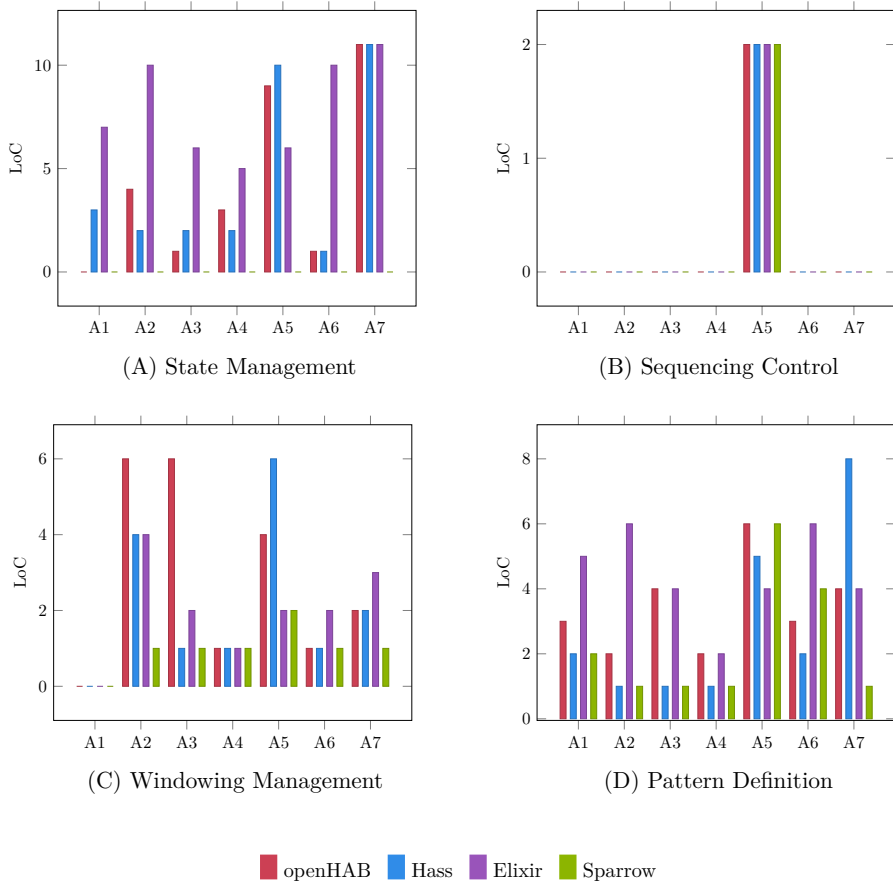 10
5
0
LoC
A1 A2 A3 A4 A5 A6 A7
(A) State Management
2
1
0
LoC
A1 A2 A3 A4 A5 A6 A7
(B) Sequencing Control
6
4
2
0
LoC
A1 A2 A3 A4 A5 A6 A7
(C) Windowing Management
8
6
4
2
0
LoC
A1 A2 A3 A4 A5 A6 A7
(D) Pattern Definition
openHAB Hass Elixir Sparrow